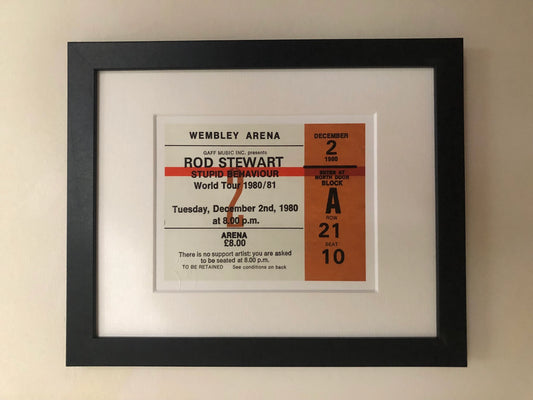 WEMBLEY ARENA
GAFF MUSIC INC. presents
ROD STEWART
STUPID BEHAVIOUR
World Tour 1980/81
2
Tuesday, December 2nd, 1980
at 8.00 p.m.
ARENA
£8.00
There is no support artist: you are asked
to be seated at 8.00 p.m.
TO BE RETAINED See conditions on back
DECEMBER
2
1980
ENTER AT
NORTH DOOR
BLOCK
A
ROW
21
SEAT
10